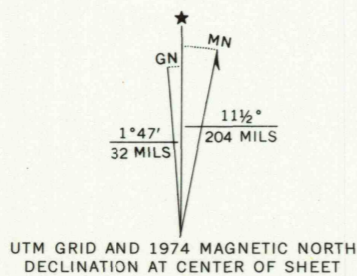 ★
MN
GN
11½°
204 MILS
1°47′
32 MILS
UTM GRID AND 1974 MAGNETIC NORTH
DECLINATION AT CENTER OF SHEET